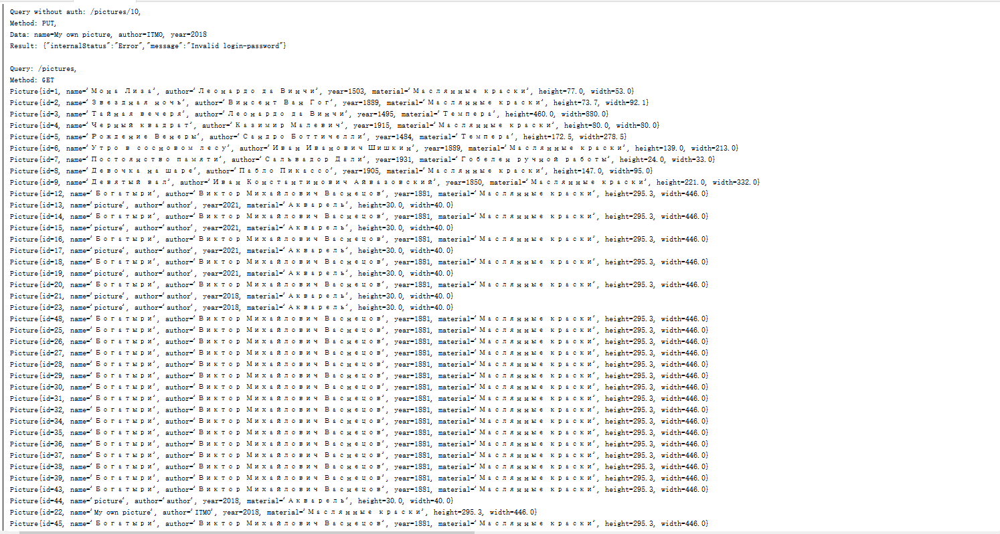 Query without auth: /pictures/10,
Method: PUT,
Data: name=My own picture, author=ITMO, year=2018
Result: {"internalStatus":"Error","message":"Invalid login-password"}
Query: /pictures,
Method: GET
Picture{id=1, name='Мона Лиза', author='Леонардо да Винчи', year=1503, material='Маслянные краски', height=77.0, width=53.0}
Picture{id=2, name='Звездная ночь', author='Винсент Ван Гог', year=1889, material='Маслянные краски', height=73.7, width=92.1}
Picture{id=3, name='Тайная вечеря', author='Леонардо да Винчи', year=1495, material='Темпера', height=460.0, width=880.0}
Picture{id=4, name='Черный квадрат', author='Казимир Малевич', year=1915, material='Маслянные краски', height=80.0, width=80.0}
Picture{id=5, name='Рождение Венеры', author='Сандро Боттичелли', year=1484, material='Темпера', height=172.5, width=278.5}
Picture{id=6, name='Утро в сосновом лесу', author='Иван Иванович Шишкин', year=1889, material='Маслянные краски', height=139.0, width=213.0}
Picture{id=7, name='Постоянство памяти', author='Сальвадор Дали', year=1931, material='Гобелен ручной работы', height=24.0, width=33.0}
Picture{id=8, name='Девочка на шаре', author='Пабло Пикассо', year=1905, material='Маслянные краски', height=147.0, width=95.0}
Picture{id=9, name='Девятый вал', author='Иван Константинович Айвазовский', year=1850, material='Маслянные краски', height=221.0, width=332.0}
Picture{id=12, name='Богатыри', author='Виктор Михайлович Васнецов', year=1881, material='Маслянные краски', height=295.3, width=446.0}
Picture{id=13, name='picture', author='author', year=2021, material='Акварель', height=30.0, width=40.0}
Picture{id=14, name='Богатыри', author='Виктор Михайлович Васнецов', year=1881, material='Маслянные краски', height=295.3, width=446.0}
Picture{id=15, name='picture', author='author', year=2021, material='Акварель', height=30.0, width=40.0}
Picture{id=16, name='Богатыри', author='Виктор Михайлович Васнецов', year=1881, material='Маслянные краски', height=295.3, width=446.0}
Picture{id=17, name='picture', author='author', year=2021, material='Акварель', height=30.0, width=40.0}
Picture{id=18, name='Богатыри', author='Виктор Михайлович Васнецов', year=1881, material='Маслянные краски', height=295.3, width=446.0}
Picture{id=19, name='picture', author='author', year=2021, material='Акварель', height=30.0, width=40.0}
Picture{id=20, name='Богатыри', author='Виктор Михайлович Васнецов', year=1881, material='Маслянные краски', height=295.3, width=446.0}
Picture{id=21, name='picture', author='author', year=2018, material='Акварель', height=30.0, width=40.0}
Picture{id=23, name='picture', author='author', year=2018, material='Акварель', height=30.0, width=40.0}
Picture{id=48, name='Богатыри', author='Виктор Михайлович Васнецов', year=1881, material='Маслянные краски', height=295.3, width=446.0}
Picture{id=25, name='Богатыри', author='Виктор Михайлович Васнецов', year=1881, material='Маслянные краски', height=295.3, width=446.0}
Picture{id=26, name='Богатыри', author='Виктор Михайлович Васнецов', year=1881, material='Маслянные краски', height=295.3, width=446.0}
Picture{id=27, name='Богатыри', author='Виктор Михайлович Васнецов', year=1881, material='Маслянные краски', height=295.3, width=446.0}
Picture{id=28, name='Богатыри', author='Виктор Михайлович Васнецов', year=1881, material='Маслянные краски', height=295.3, width=446.0}
Picture{id=29, name='Богатыри', author='Виктор Михайлович Васнецов', year=1881, material='Маслянные краски', height=295.3, width=446.0}
Picture{id=30, name='Богатыри', author='Виктор Михайлович Васнецов', year=1881, material='Маслянные краски', height=295.3, width=446.0}
Picture{id=31, name='Богатыри', author='Виктор Михайлович Васнецов', year=1881, material='Маслянные краски', height=295.3, width=446.0}
Picture{id=32, name='Богатыри', author='Виктор Михайлович Васнецов', year=1881, material='Маслянные краски', height=295.3, width=446.0}
Picture{id=34, name='Богатыри', author='Виктор Михайлович Васнецов', year=1881, material='Маслянные краски', height=295.3, width=446.0}
Picture{id=35, name='Богатыри', author='Виктор Михайлович Васнецов', year=1881, material='Маслянные краски', height=295.3, width=446.0}
Picture{id=36, name='Богатыри', author='Виктор Михайлович Васнецов', year=1881, material='Маслянные краски', height=295.3, width=446.0}
Picture{id=37, name='Богатыри', author='Виктор Михайлович Васнецов', year=1881, material='Маслянные краски', height=295.3, width=446.0}
Picture{id=38, name='Богатыри', author='Виктор Михайлович Васнецов', year=1881, material='Маслянные краски', height=295.3, width=446.0}
Picture{id=39, name='Богатыри', author='Виктор Михайлович Васнецов', year=1881, material='Маслянные краски', height=295.3, width=446.0}
Picture{id=43, name='Богатыри', author='Виктор Михайлович Васнецов', year=1881, material='Маслянные краски', height=295.3, width=446.0}
Picture{id=44, name='picture', author='author', year=2018, material='Акварель', height=30.0, width=40.0}
Picture{id=22, name='My own picture', author='ITMO', year=2018, material='Маслянные краски', height=295.3, width=446.0}
Picture{id=45, name='Богатыри', author='Виктор Михайлович Васнецов', year=1881, material='Маслянные краски', height=295.3, width=446.0}